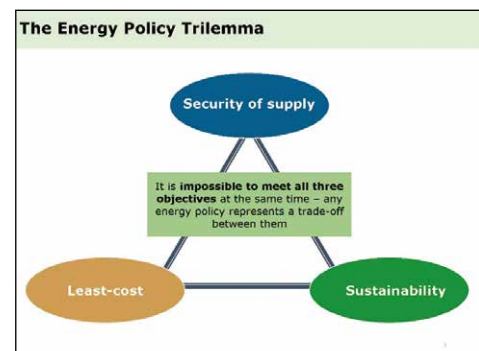 The Energy Policy Trilemma
Security of supply
It is impossible to meet all three
objectives at the same time – any
energy policy represents a trade-off
between them
Least-cost
Sustainability